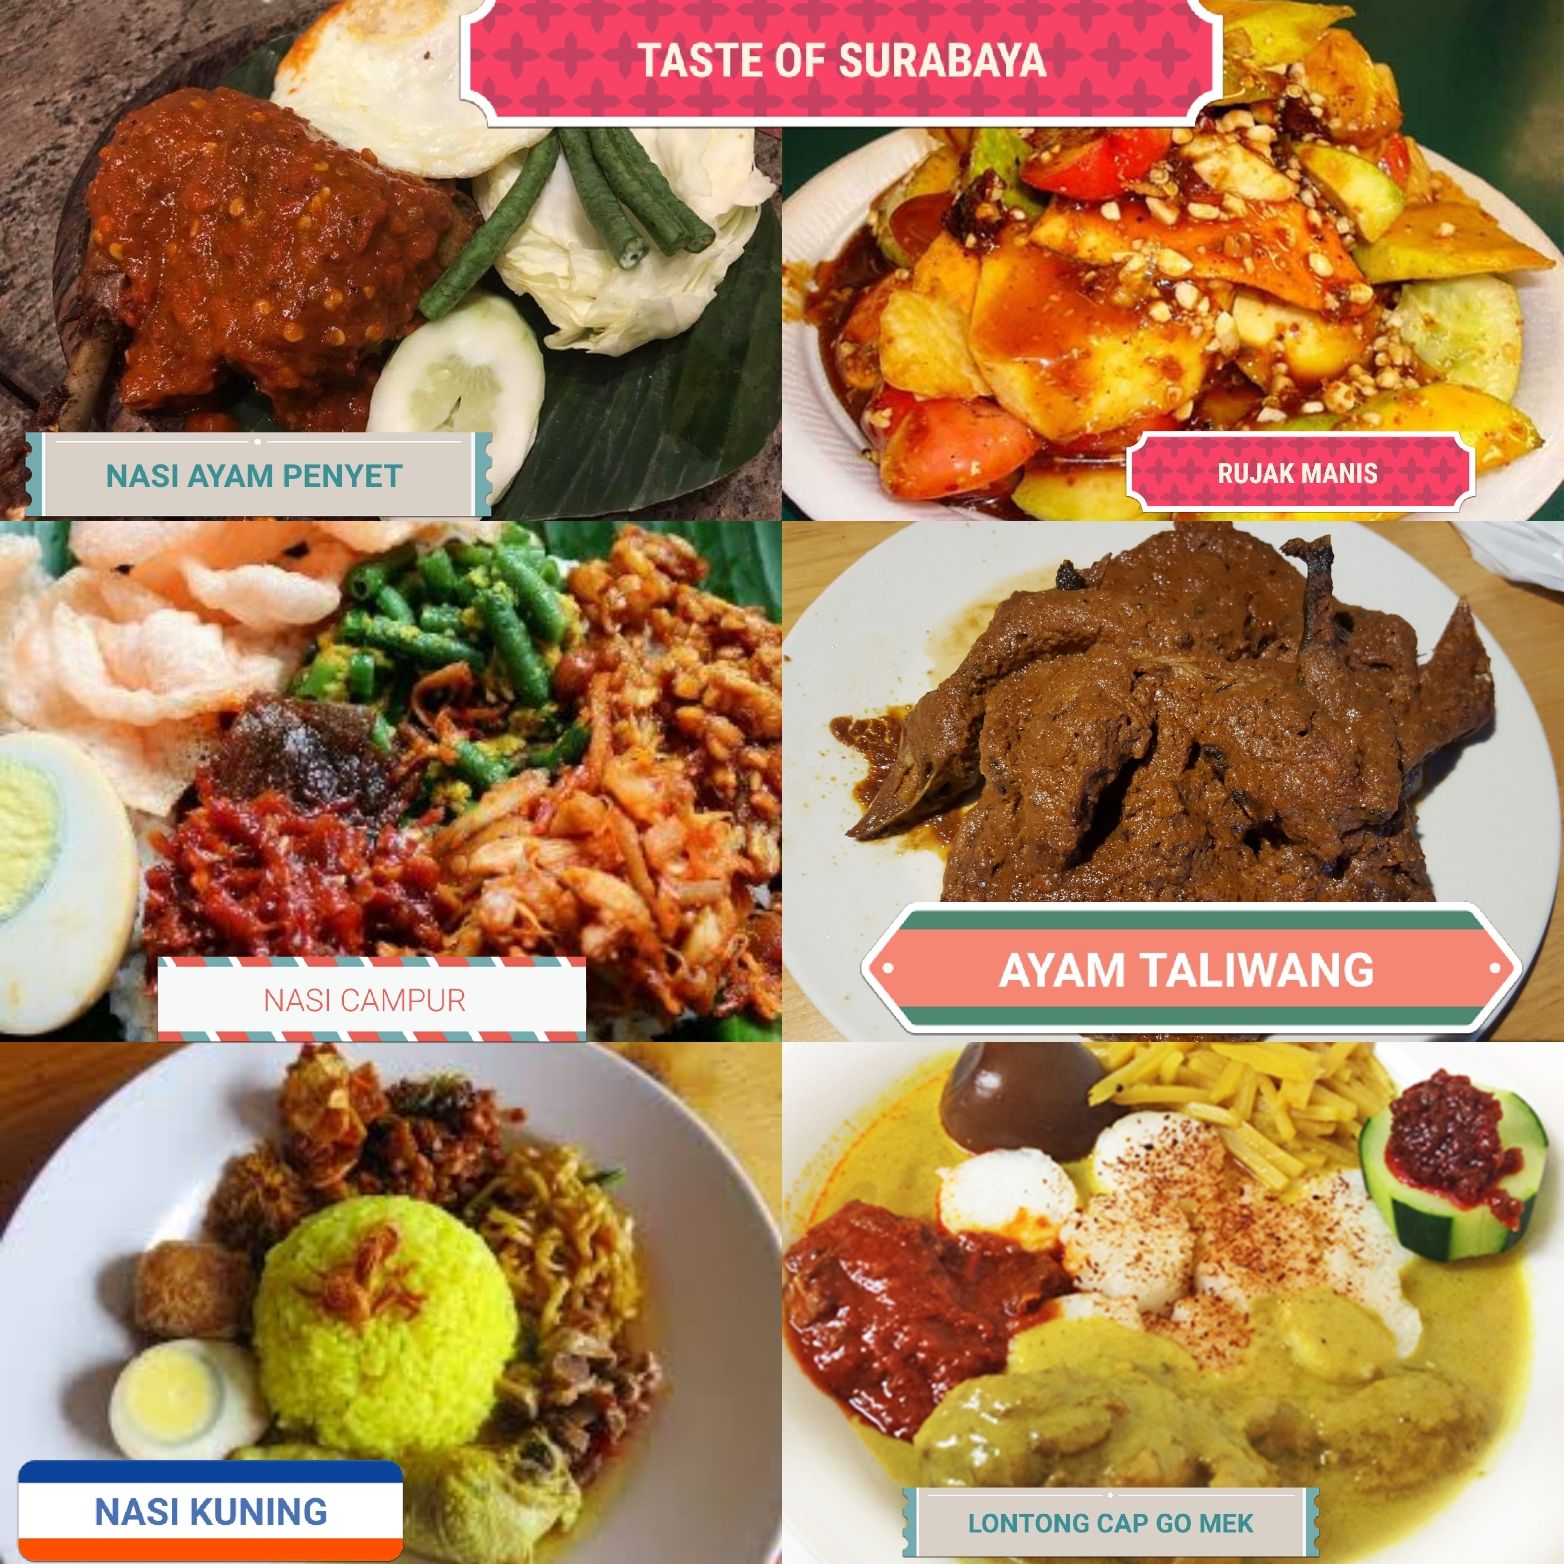 TASTE OF SURABAYA
NASI AYAM PENYET
RUJAK MANIS
NASI CAMPUR
AYAM TALIWANG
NASI KUNING
LONTONG CAP GO MEK